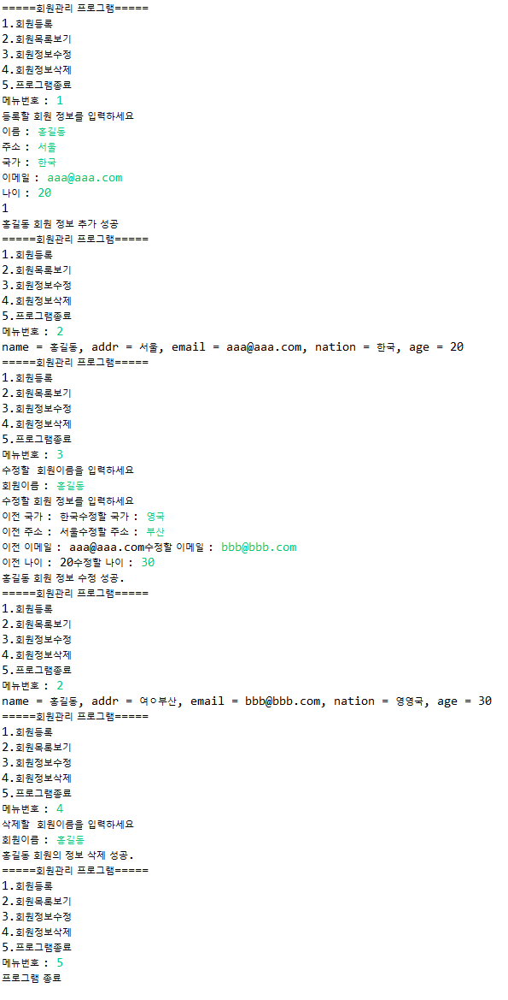 =====회원관리 프로그램=====
1.회원등록
2.회원목록보기
3.회원정보수정
4.회원정보삭제
5.프로그램종료
메뉴번호 : 1
등록할 회원 정보를 입력하세요
이름 : 홍길동
주소 : 서울
국가 : 한국
이메일 : aaa@aaa.com
나이 : 20
1
홍길동 회원 정보 추가 성공
=====회원관리 프로그램=====
1.회원등록
2.회원목록보기
3.회원정보수정
4.회원정보삭제
5.프로그램종료
메뉴번호 : 2
name = 홍길동, addr = 서울, email = aaa@aaa.com, nation = 한국, age = 20
=====회원관리 프로그램=====
1.회원등록
2.회원목록보기
3.회원정보수정
4.회원정보삭제
5.프로그램종료
메뉴번호 : 3
수정할  회원이름을 입력하세요
회원이름 : 홍길동
수정할 회원 정보를 입력하세요
이전 국가 : 한국수정할 국가 : 영국
이전 주소 : 서울수정할 주소 : 부산
이전 이메일 : aaa@aaa.com수정할 이메일 : bbb@bbb.com
이전 나이 : 20수정할 나이 : 30
홍길동 회원 정보 수정 성공.
=====회원관리 프로그램=====
1.회원등록
2.회원목록보기
3.회원정보수정
4.회원정보삭제
5.프로그램종료
메뉴번호 : 2
name = 홍길동, addr = 여ㅇ부산, email = bbb@bbb.com, nation = 영영국, age = 30
=====회원관리 프로그램=====
1.회원등록
2.회원목록보기
3.회원정보수정
4.회원정보삭제
5.프로그램종료
메뉴번호 : 4
삭제할  회원이름을 입력하세요
회원이름 : 홍길동
홍길동 회원의 정보 삭제 성공.
=====회원관리 프로그램=====
1.회원등록
2.회원목록보기
3.회원정보수정
4.회원정보삭제
5.프로그램종료
메뉴번호 : 5
프로그램 종료